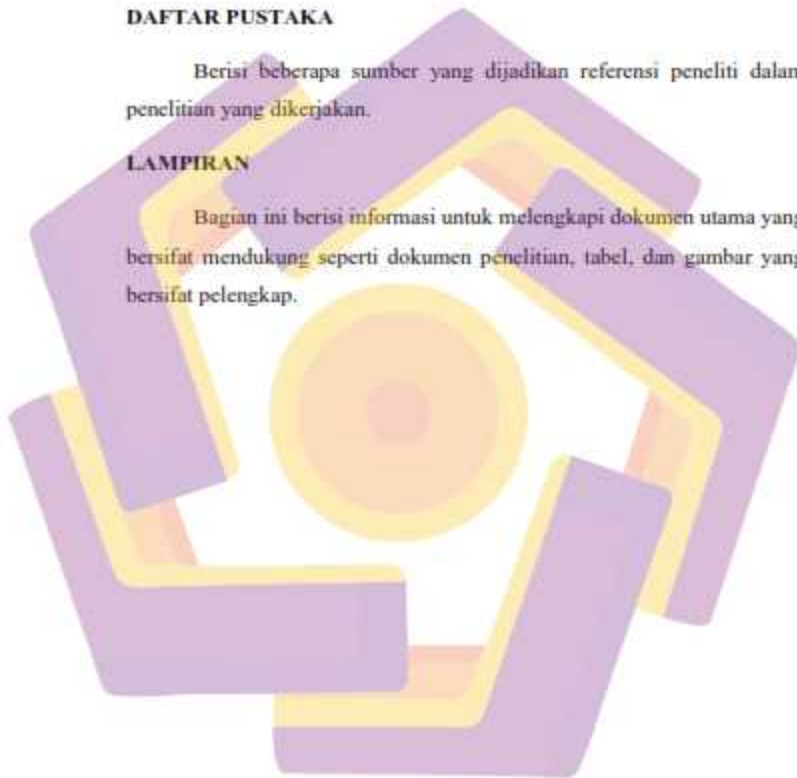 DAFTAR PUSTAKA
Berisi beberapa sumber yang dijadikan referensi peneliti dalam
penelitian yang dikerjakan.
LAMPIRAN
Bagian ini berisi informasi untuk melengkapi dokumen utama yang
bersifat mendukung seperti dokumen penelitian, tabel, dan gambar yang
bersifat pelengkap.